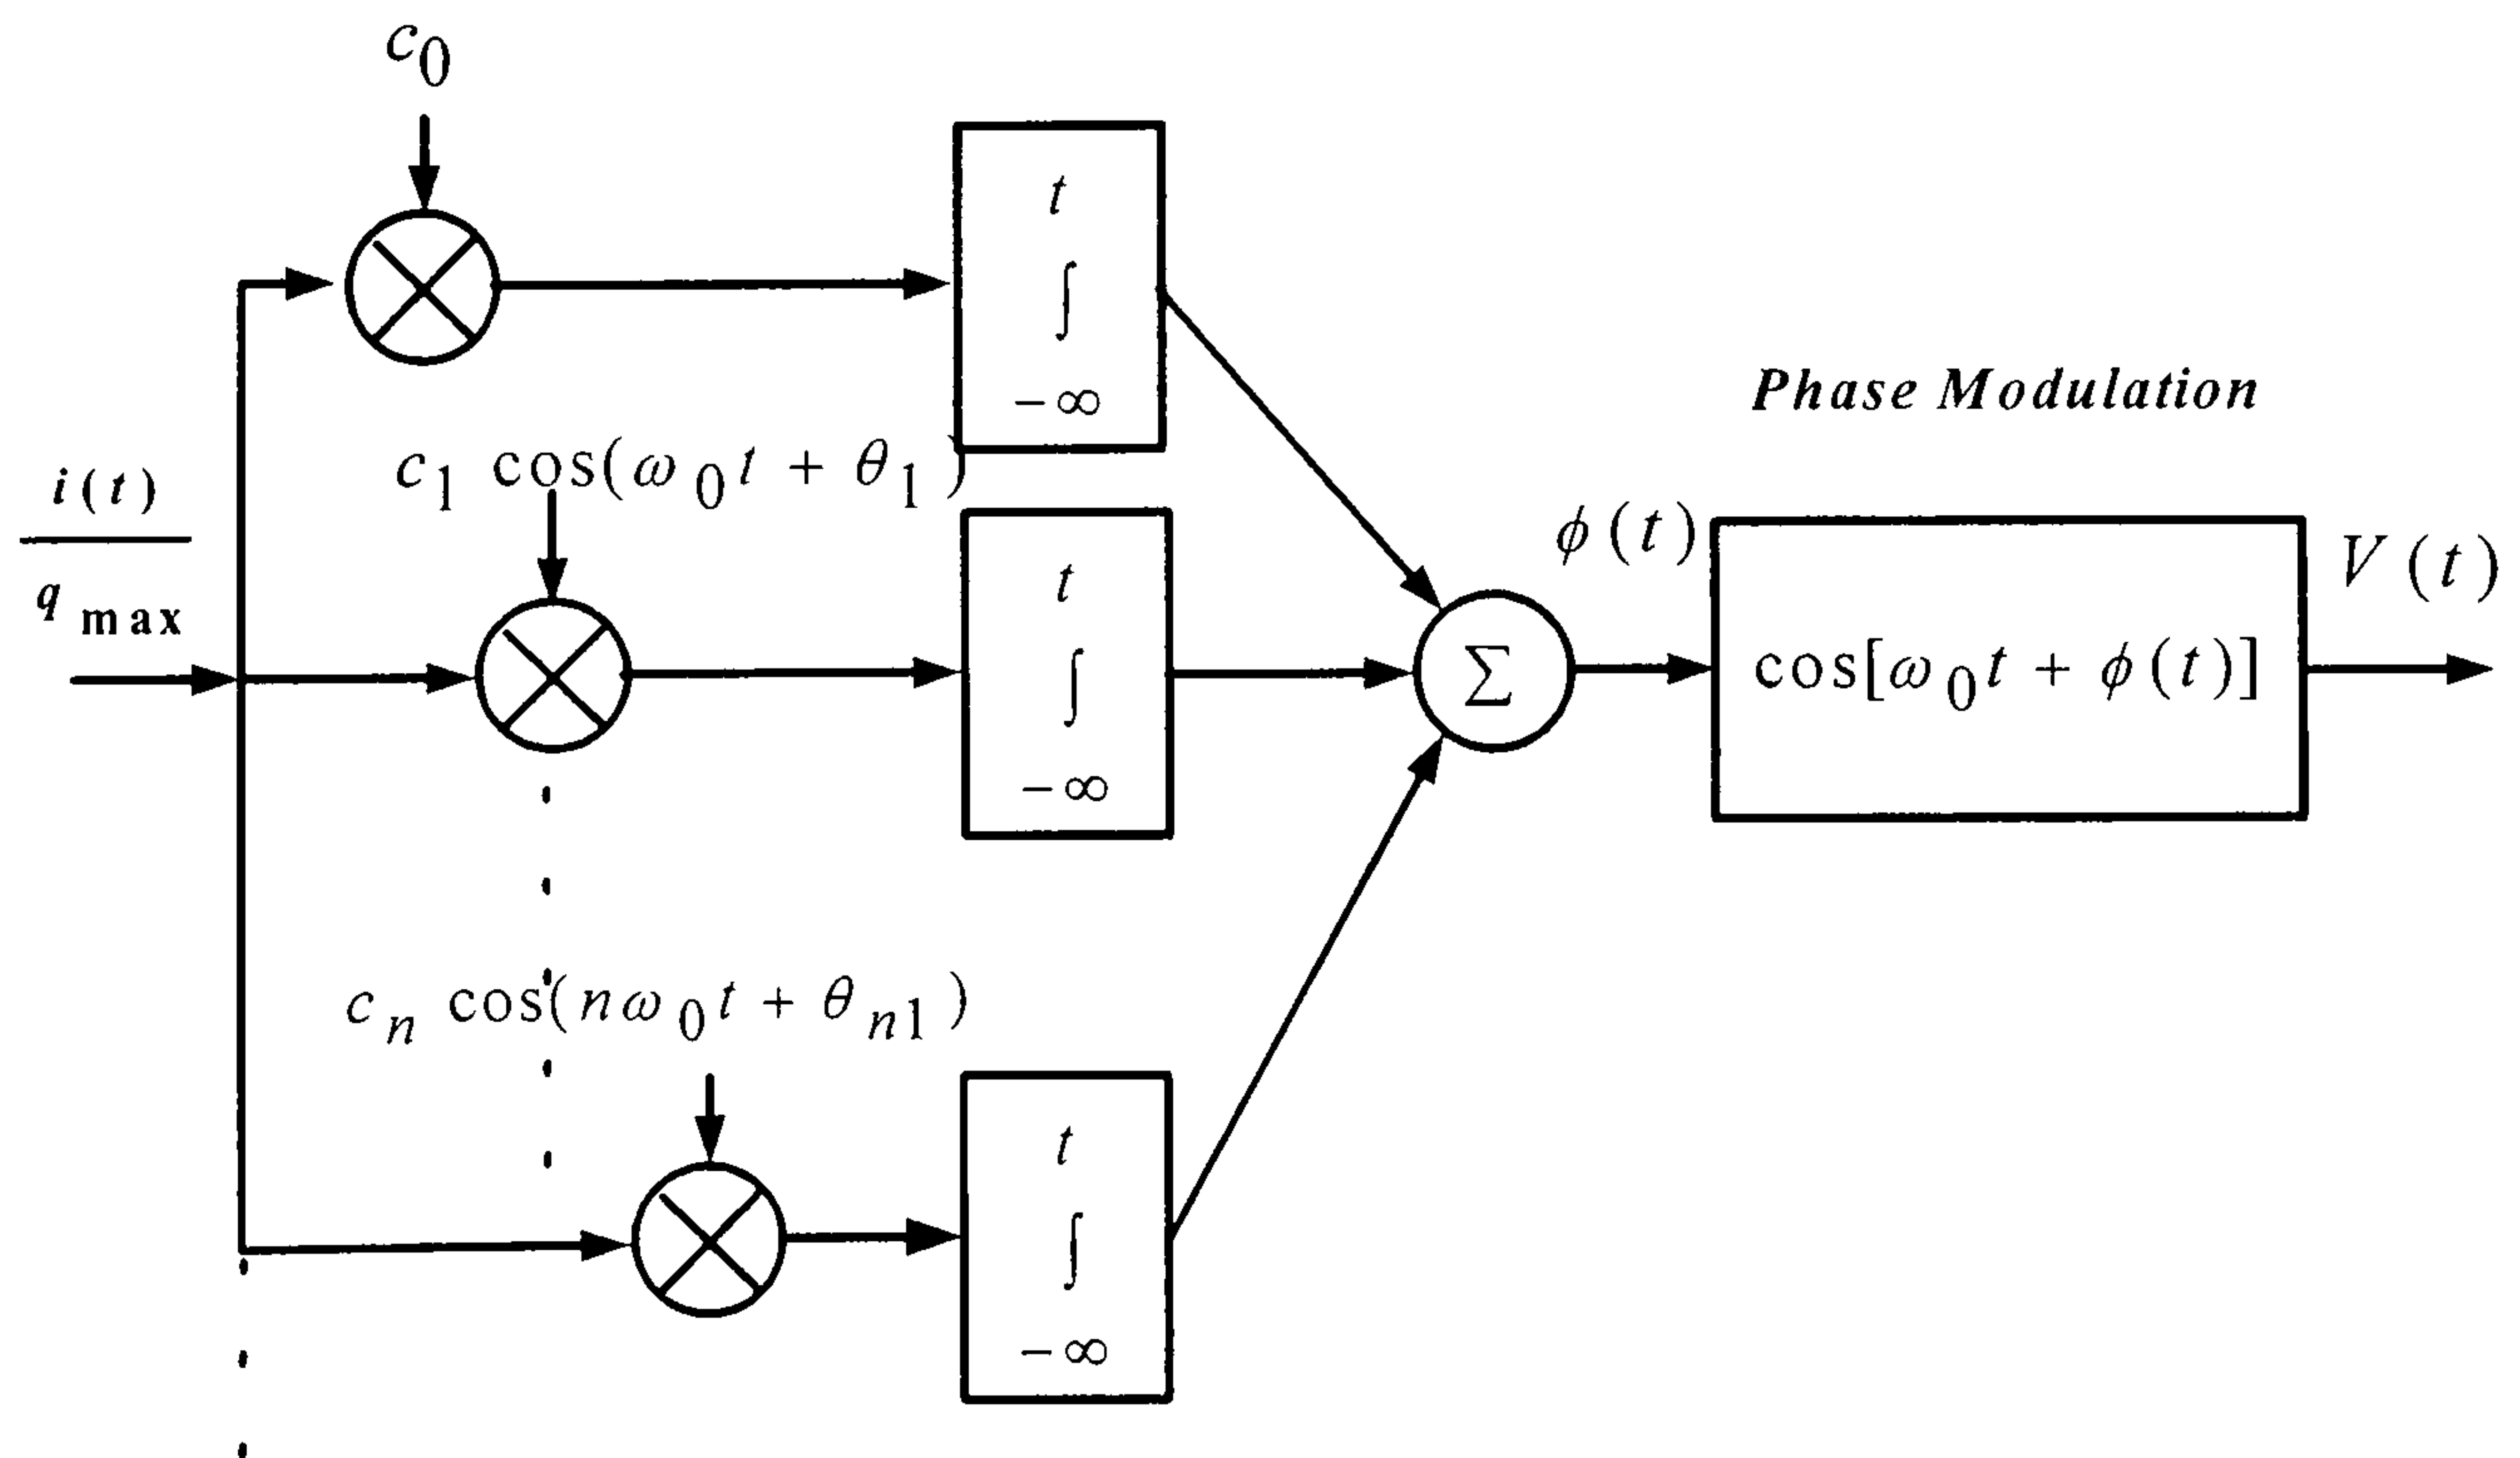 c0
t
∫
−∞
c1 cos(ω0t + θ1)
i(t)
qmax
t
∫
−∞
Σ
ϕ(t)
Phase Modulation
cos[ω0t + ϕ(t)]
V(t)
cn cos(nω0t + θn1)
t
∫
−∞